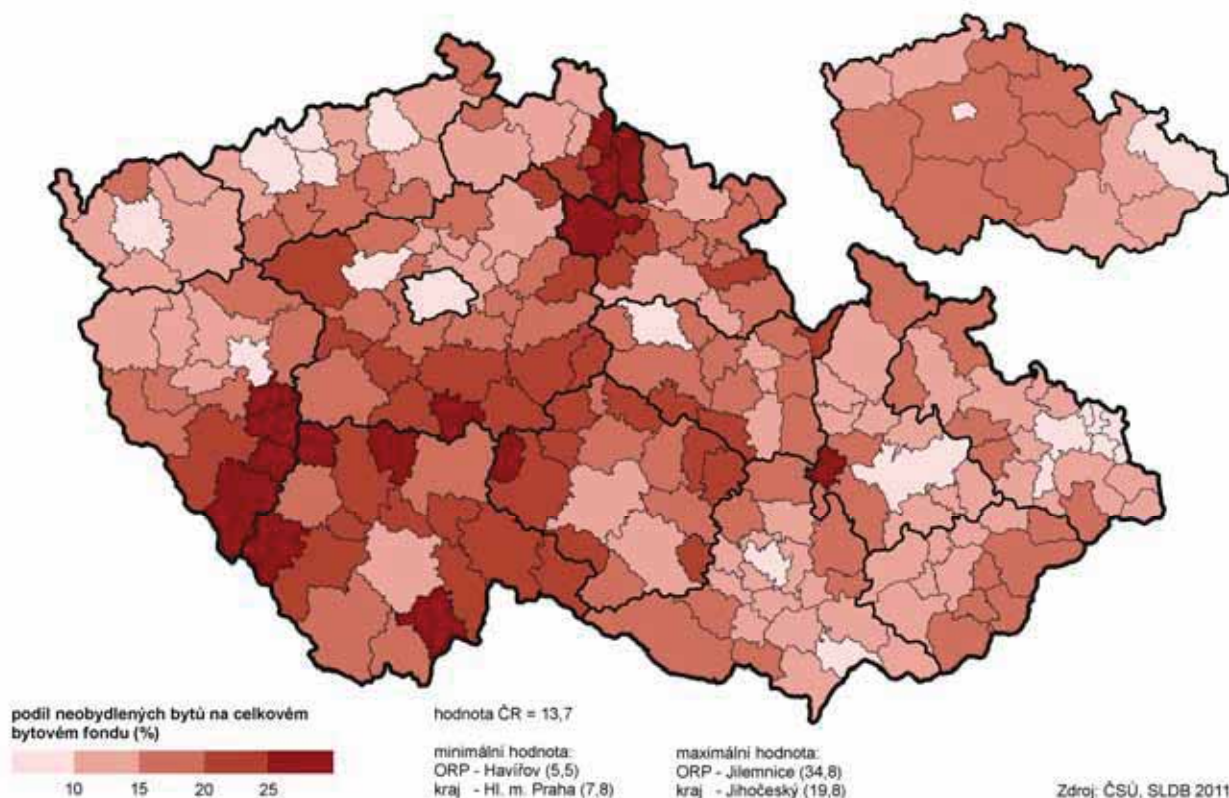 podíl neobydlených bytů na celkovém
bytovém fondu (%)
10 15 20 25
hodnota ČR = 13,7
minimální hodnota:
ORP - Havířov (5,5)
kraj - Hl. m. Praha (7,8)
maximální hodnota:
ORP - Jilemnice (34,8)
kraj - Jihočeský (19,8)
Zdroj: ČSÚ, SLDB 2011